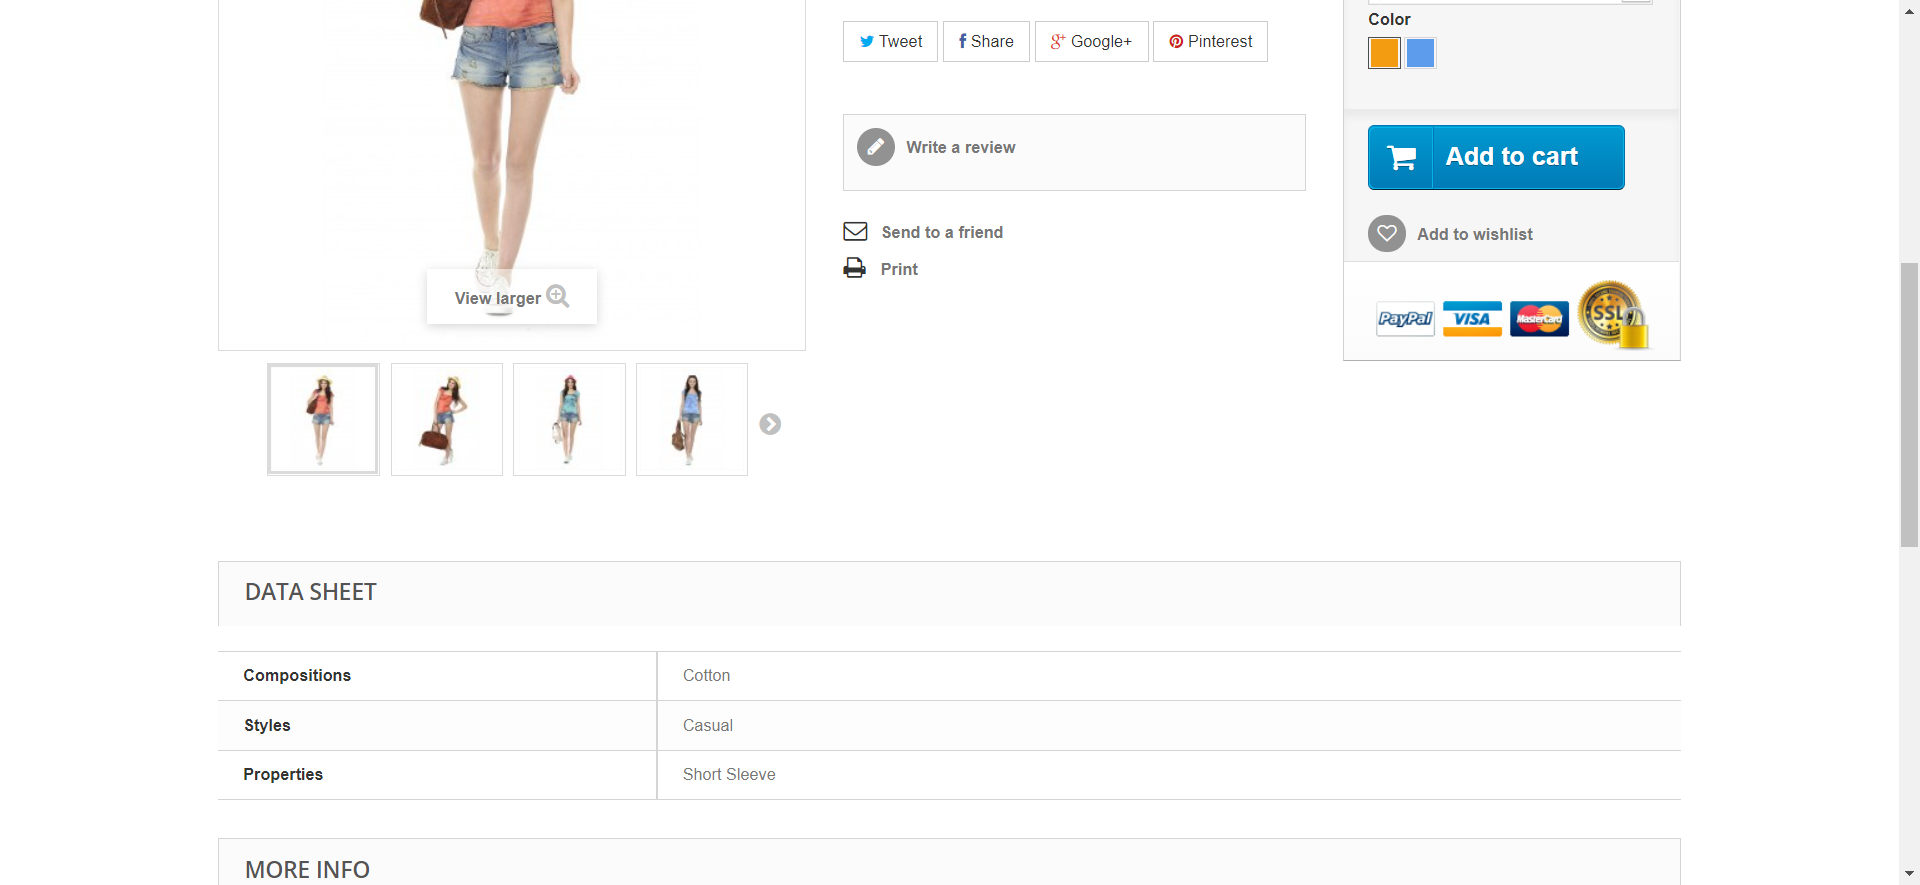 Color
Tweet
Share
Google+
Pinterest
Write a review
Add to cart
Send to a friend
Add to wishlist
Print
View larger
PayPal
VISA
MasterCard
SSL
DATA SHEET
Compositions Cotton
Styles Casual
Properties Short Sleeve
MORE INFO